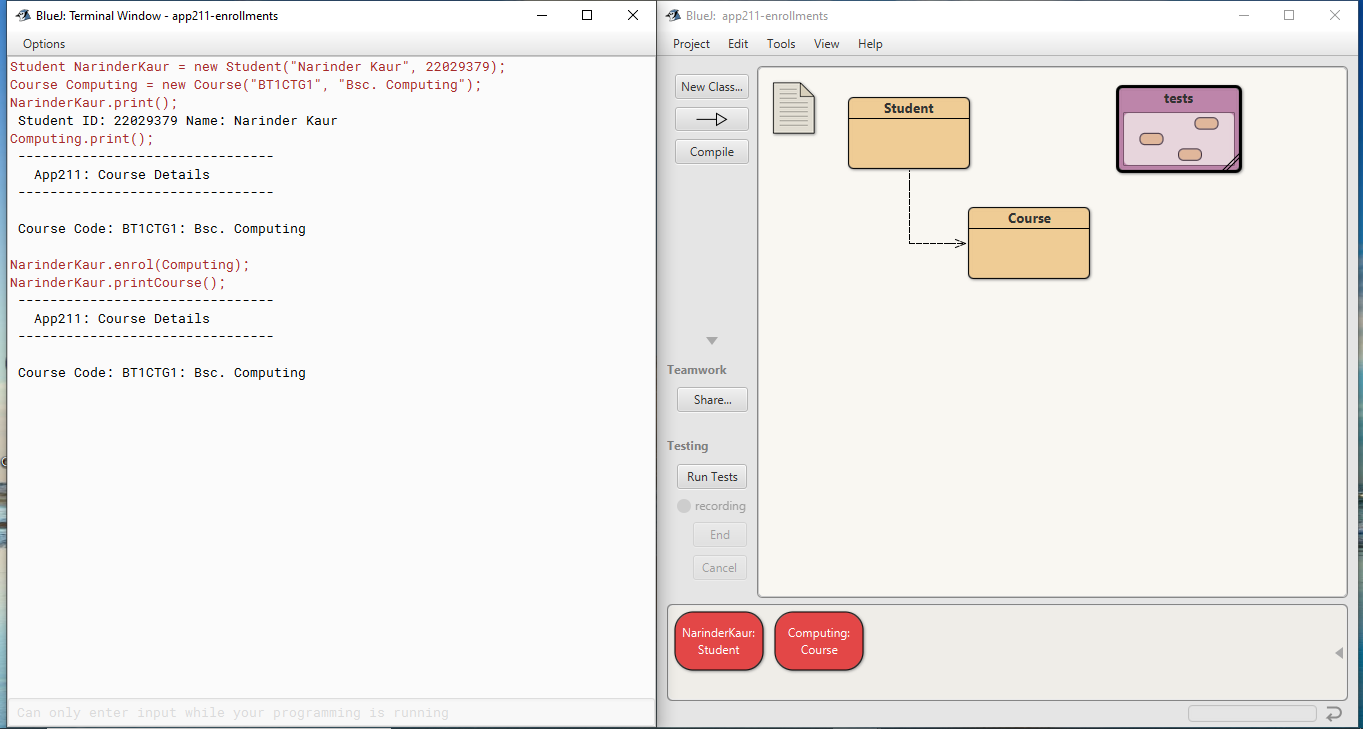 BlueJ: Terminal Window - app211-enrollments
Options
Student NarinderKaur = new Student("Narinder Kaur", 22029379);
Course Computing = new Course("BT1CTG1", "Bsc. Computing");
NarinderKaur.print();
Student ID: 22029379 Name: Narinder Kaur
Computing.print();
--------------------------------
App211: Course Details
--------------------------------
Course Code: BT1CTG1: Bsc. Computing
NarinderKaur.enrol(Computing);
NarinderKaur.printCourse();
--------------------------------
App211: Course Details
--------------------------------
Course Code: BT1CTG1: Bsc. Computing
Can only enter input while your programming is running
BlueJ: app211-enrollments
Project Edit Tools View Help
New Class...
Compile
Teamwork
Share...
Testing
Run Tests
recording
End
Cancel
Student
tests
Course
NarinderKaur:
Student
Computing:
Course